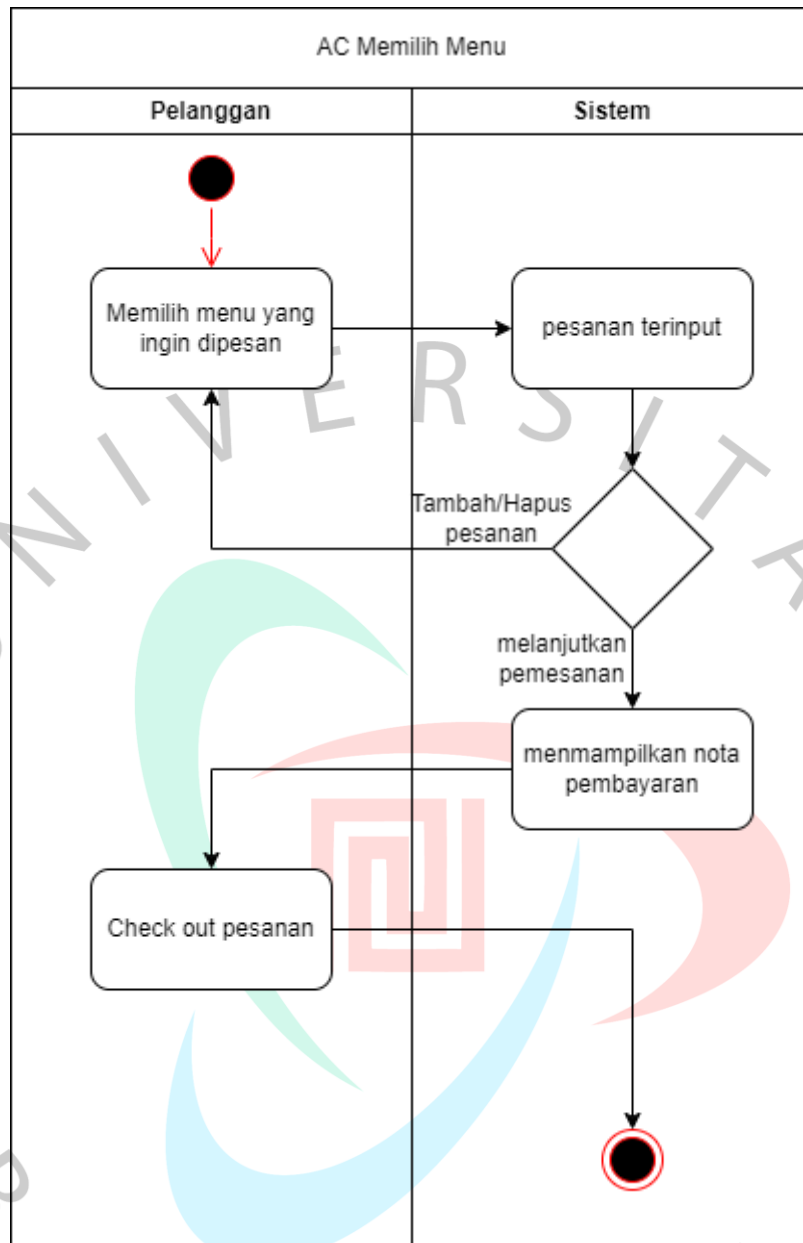 AC Memilih Menu
Pelanggan
Sistem
Memilih menu yang
ingin dipesan
pesanan terinput
Tambah/Hapus
pesanan
melanjutkan
pemesanan
menmampilkan nota
pembayaran
Check out pesanan
N I V E R S I T A
P